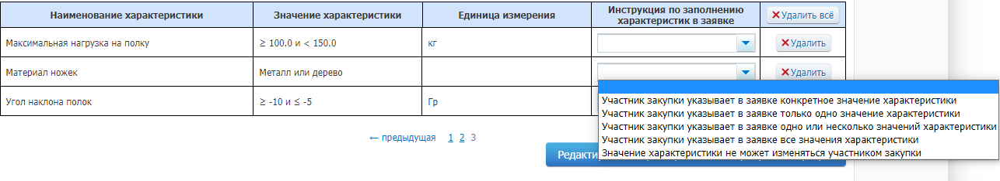 Наименование характеристики Значение характеристики Единица измерения Инструкция по заполнению характеристик в заявке Удалить всё
Максимальная нагрузка на полку ≥ 100.0 и < 150.0 кг Удалить
Материал ножек Металл или дерево Удалить
Угол наклона полок ≥ -10 и ≤ -5 Гр
Участник закупки указывает в заявке конкретное значение характеристики
Участник закупки указывает в заявке только одно значение характеристики
Участник закупки указывает в заявке одно или несколько значений характеристики
Участник закупки указывает в заявке все значения характеристики
Значение характеристики не может изменяться участником закупки
← предыдущая 1 2 3